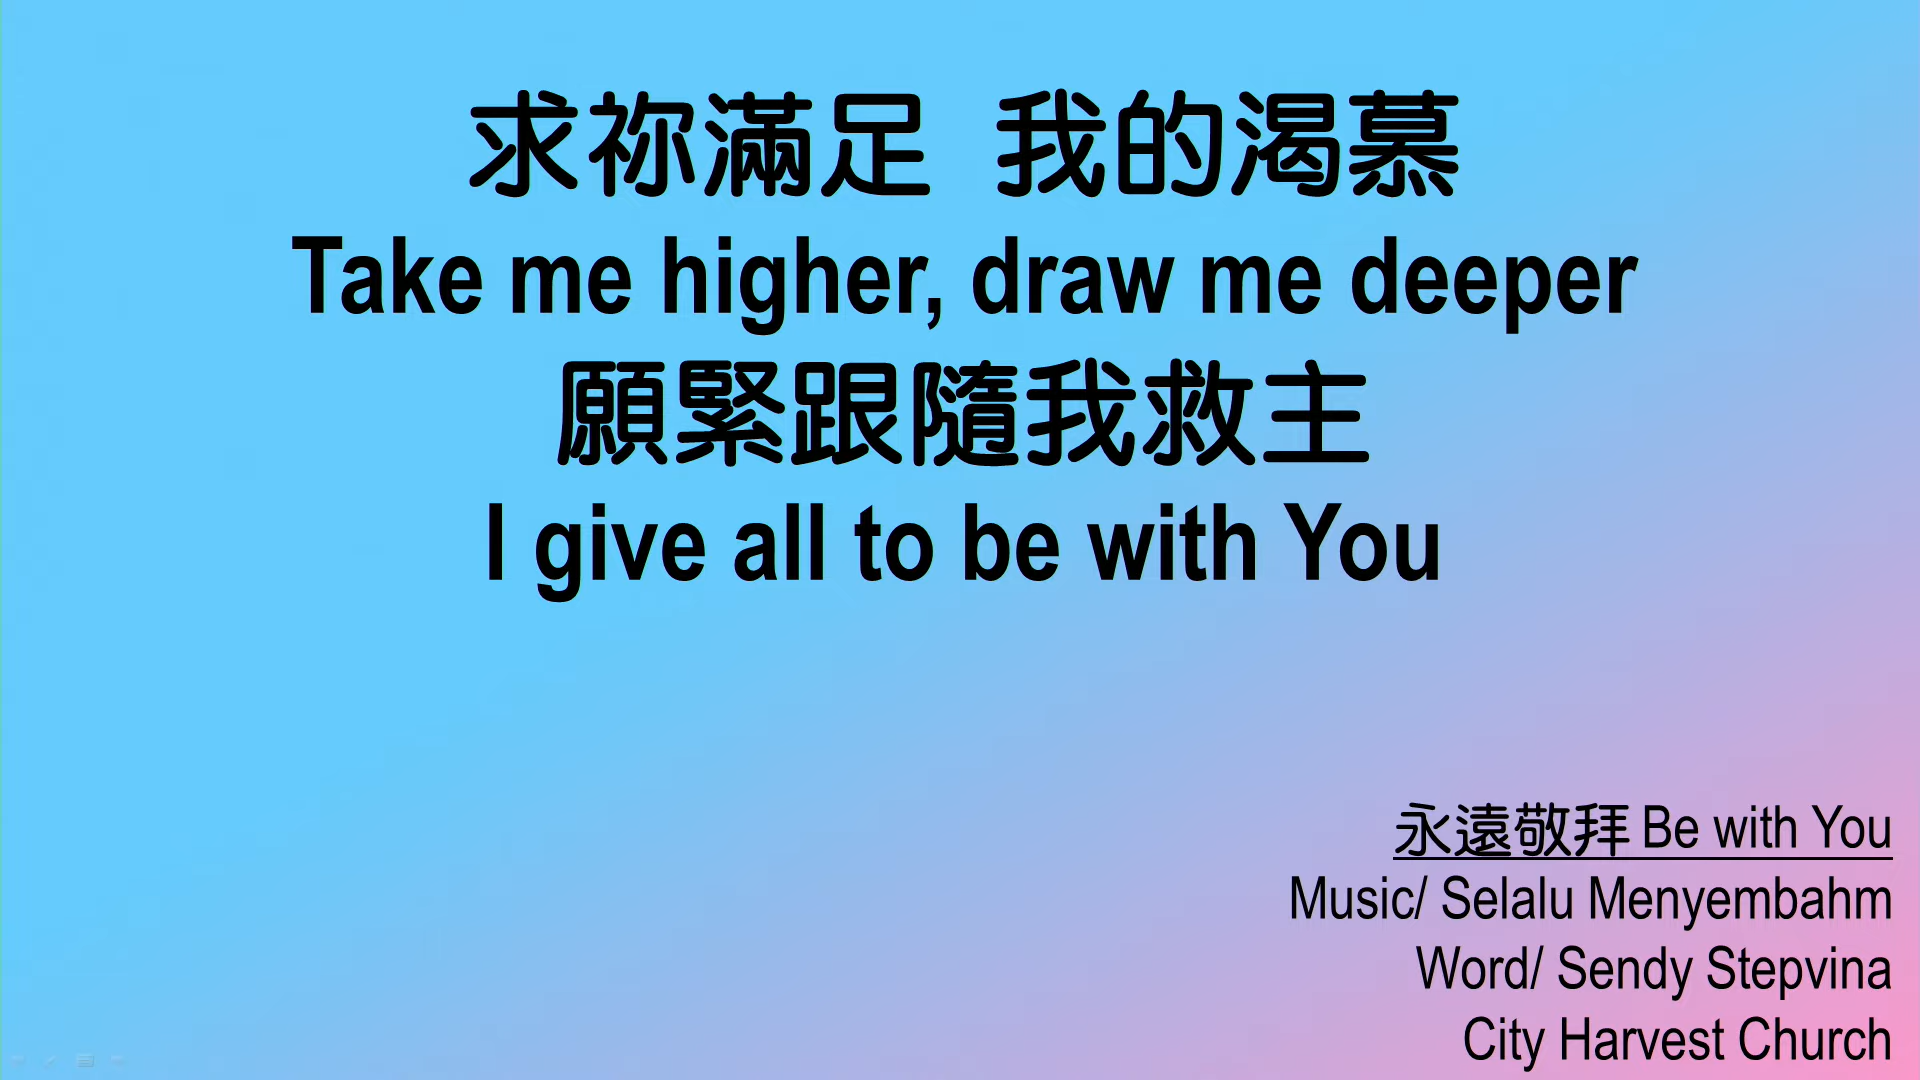 求祢滿足 我的渴慕
Take me higher, draw me deeper
願緊跟隨我救主
I give all to be with You
永遠敬拜 Be with You
Music/ Selalu Menyembahm
Word/ Sendy Stepvina
City Harvest Church